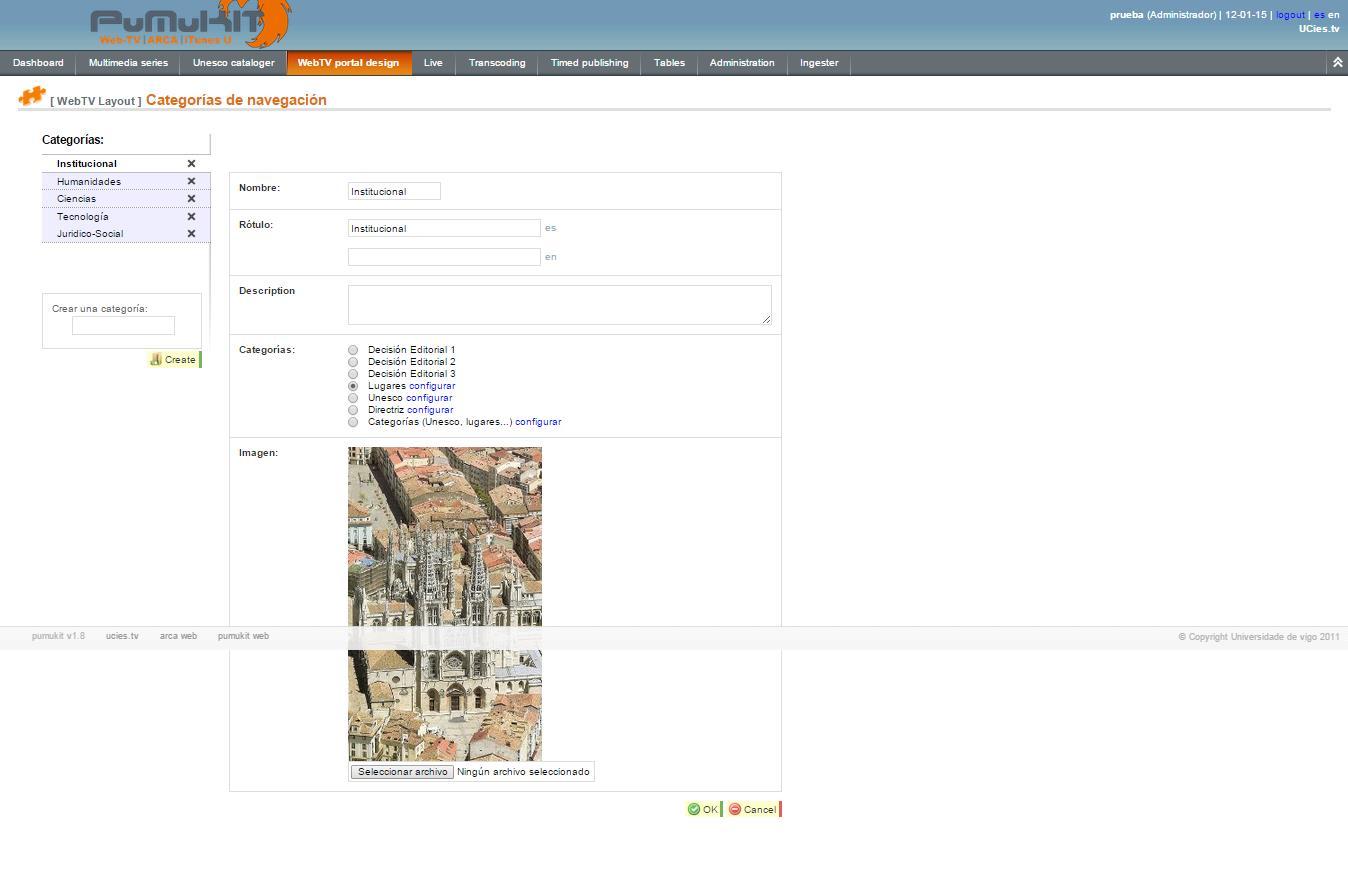 PUMUKIT
Web-TV | ARCA | iTunes U
prueba (Administrador) | 12-01-15 | logout | es en
UCies.tv
Dashboard Multimedia series Unesco cataloger WebTV portal design Live Transcoding Timed publishing Tables Administration Ingester
[ WebTV Layout ] Categorías de navegación
Categorías:
Institucional
Humanidades
Ciencias
Tecnología
Juridico-Social
Crear una categoría:
Create
Nombre: Institucional
Rótulo: Institucional es
en
Description
Categorías: Decisión Editorial 1
Decisión Editorial 2
Decisión Editorial 3
Lugares configurar
Unesco configurar
Directriz configurar
Categorías (Unesco, lugares...) configurar
Imagen:
pumukit v1.8 ucies.tv arca web pumukit web © Copyright Universidade de vigo 2011
Seleccionar archivo Ningún archivo seleccionado
OK Cancel